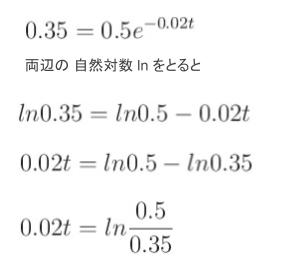 0.35 = 0.5e^{-0.02t}
両辺の 自然対数 ln をとると
ln0.35 = ln0.5 − 0.02t
0.02t = ln0.5 − ln0.35
0.02t = ln\frac{0.5}{0.35}